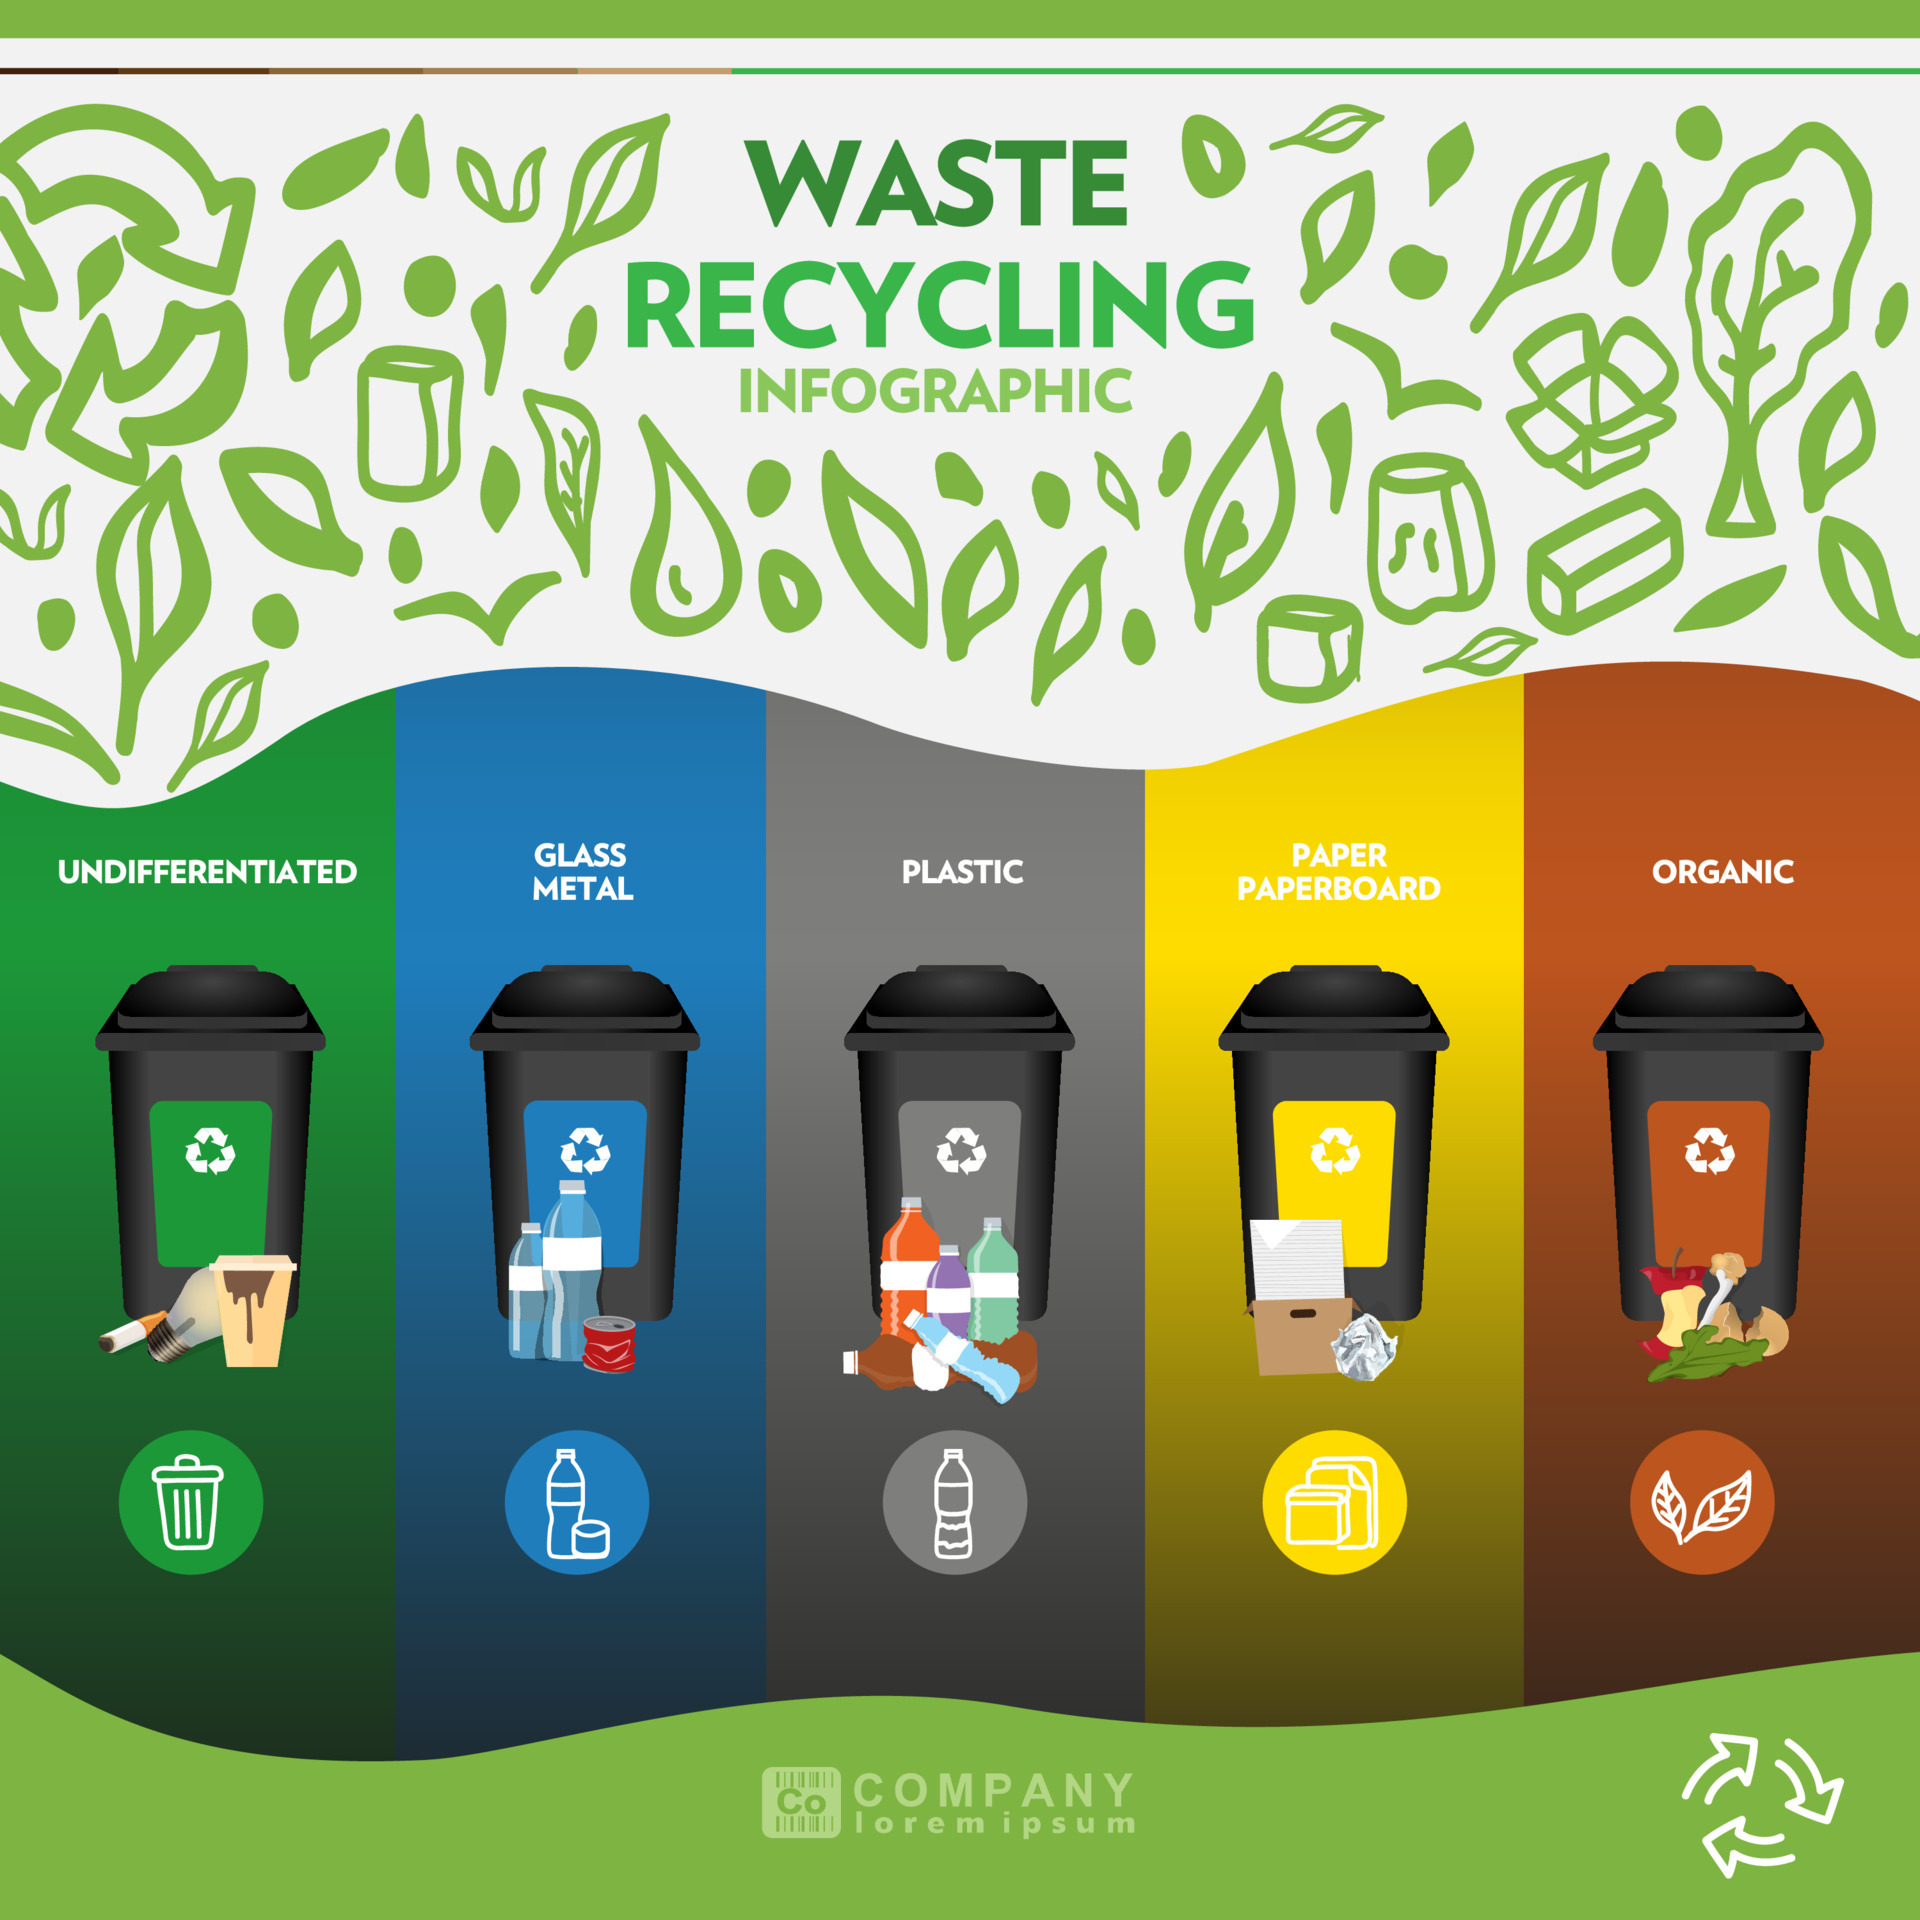 WASTE
RECYCLING
INFOGRAPHIC
UNDIFFERENTIATED
GLASS
METAL
PLASTIC
PAPER
PAPERBOARD
ORGANIC
Co
COMPANY
lorem ipsum